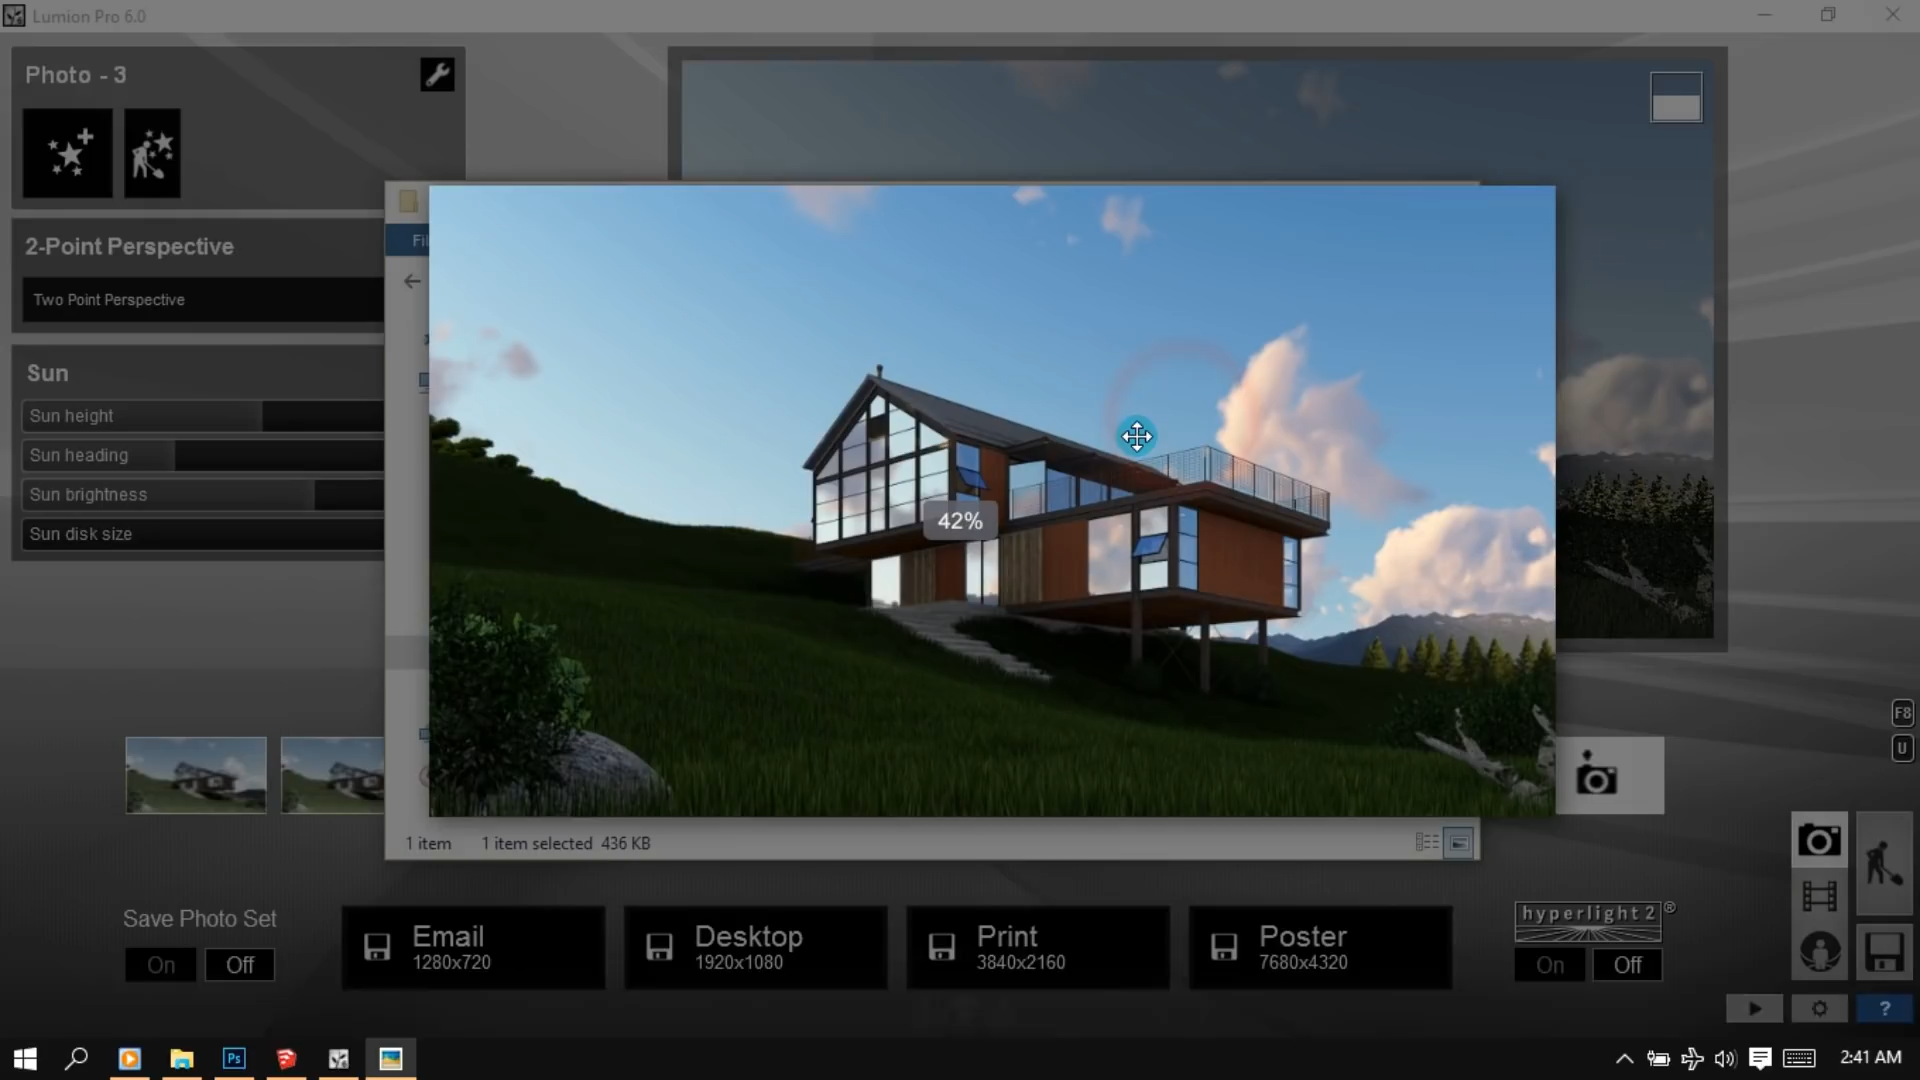 Lumion Pro 6.0
Photo - 3
2-Point Perspective
Two Point Perspective
Sun
Sun height
Sun heading
Sun brightness
Sun disk size
Fil
42%
F8
U
1 item 1 item selected 436 KB
Save Photo Set
On Off
Email
1280x720
Desktop
1920x1080
Print
3840x2160
Poster
7680x4320
hyperlight 2 ®
On Off
?
Ps
2:41 AM